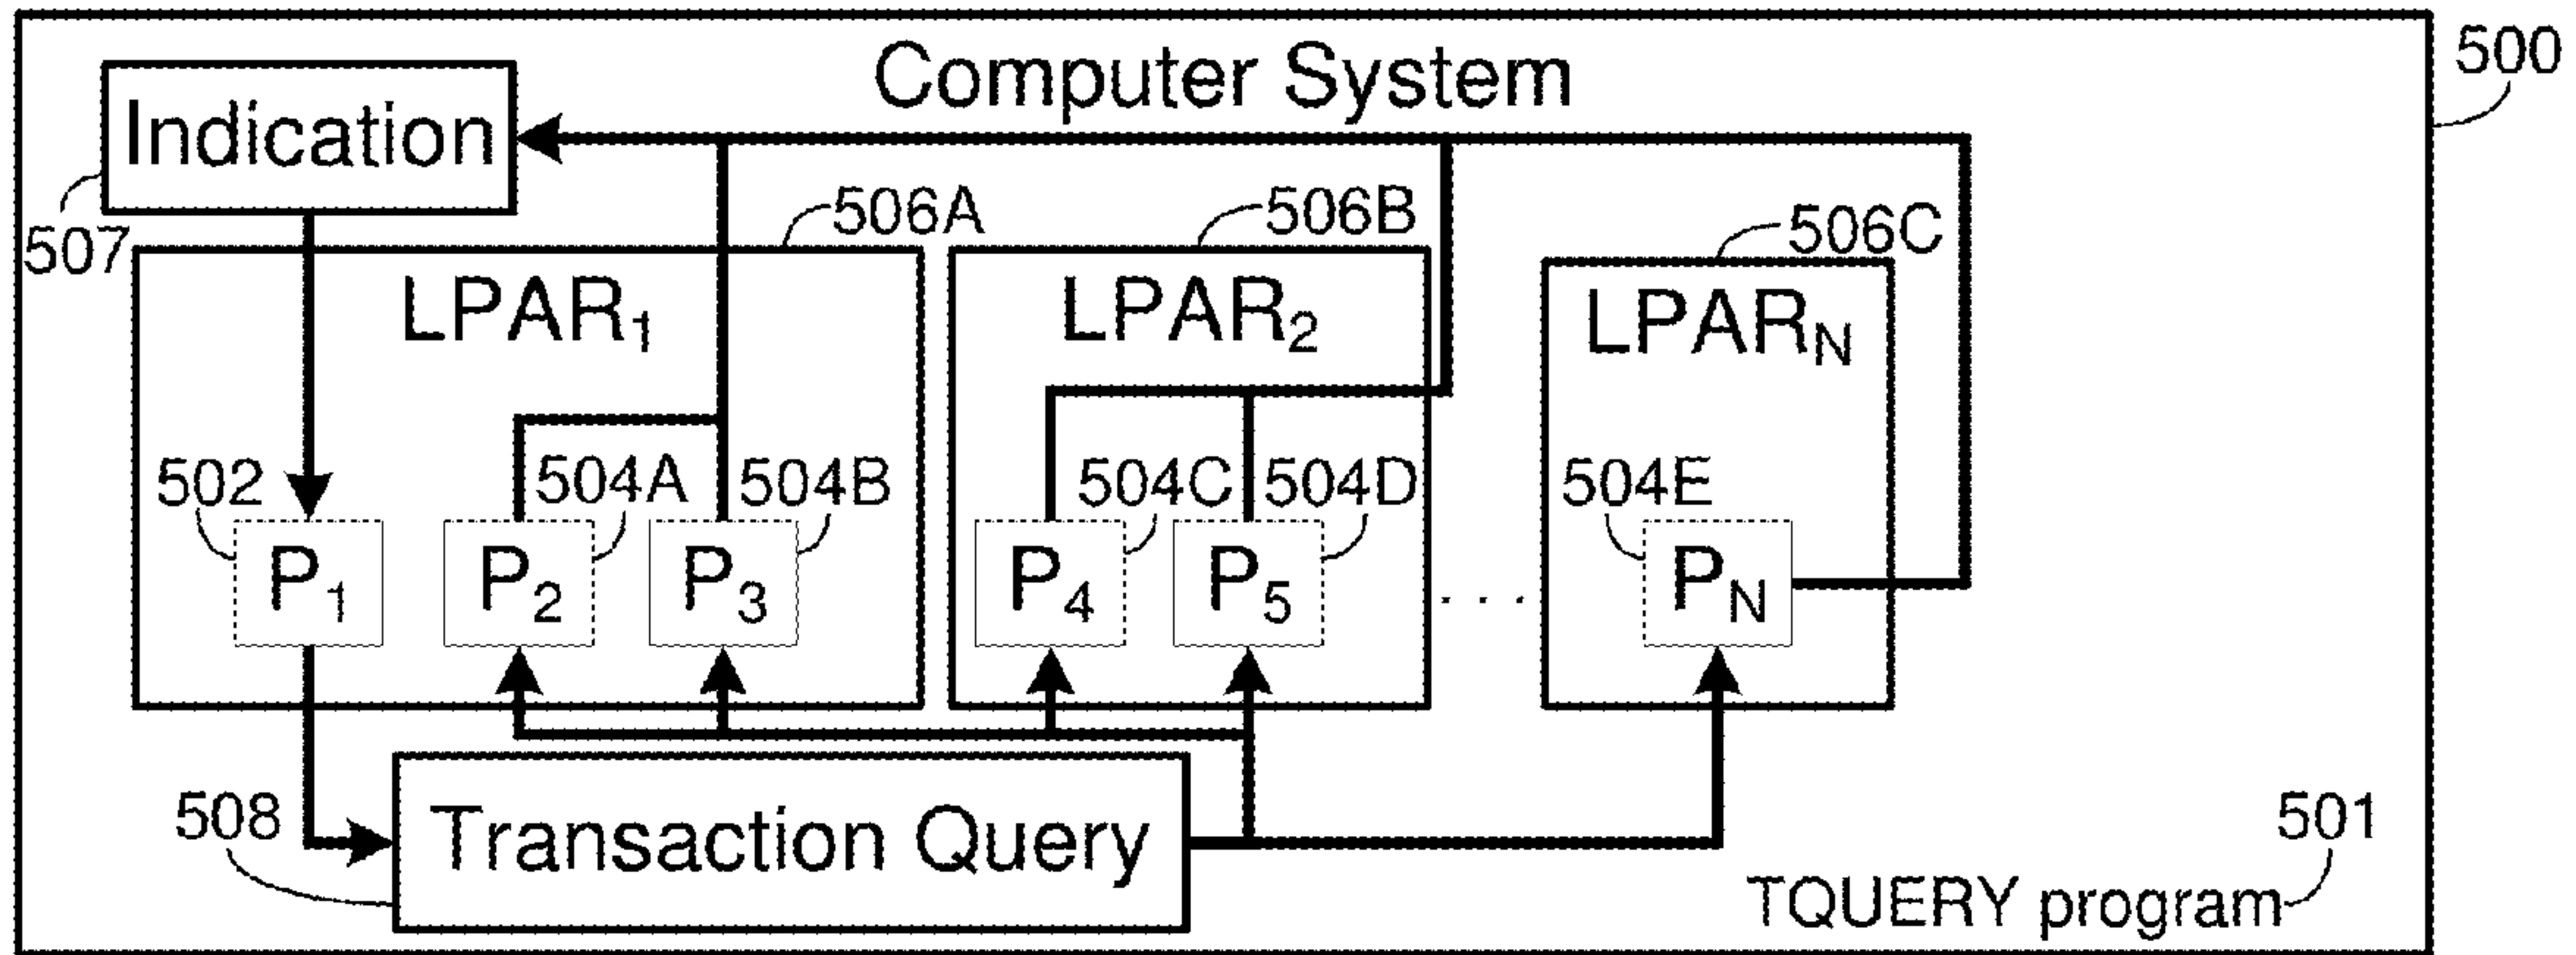 Computer System
500
Indication
507
506A
506B
506C
LPAR1
LPAR2
LPARN
502
504A
504B
504C
504D
504E
P1
P2
P3
P4
P5
. . .
PN
508
Transaction Query
501
TQUERY program